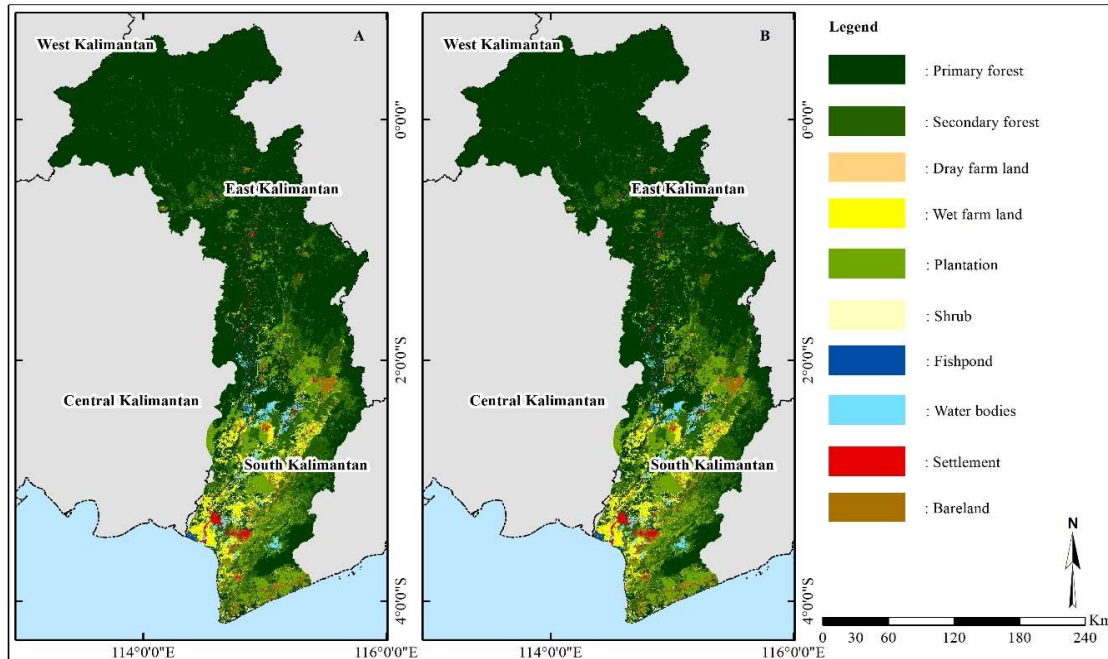 West Kalimantan
A
East Kalimantan
Central Kalimantan
South Kalimantan
0°0'0"
2°0'0"S
4°0'0"S
114°0'0"E
116°0'0"E
West Kalimantan
B
East Kalimantan
Central Kalimantan
South Kalimantan
0°0'0"
2°0'0"S
4°0'0"S
114°0'0"E
116°0'0"E
Legend
: Primary forest
: Secondary forest
: Dray farm land
: Wet farm land
: Plantation
: Shrub
: Fishpond
: Water bodies
: Settlement
: Bareland
N
Km
0 30 60 120 180 240